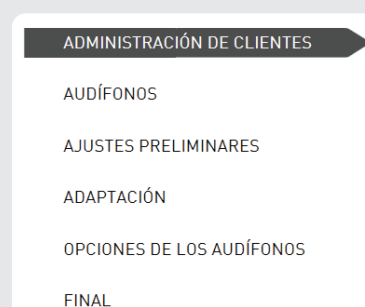 ADMINISTRACIÓN DE CLIENTES
AUDÍFONOS
AJUSTES PRELIMINARES
ADAPTACIÓN
OPCIONES DE LOS AUDÍFONOS
FINAL